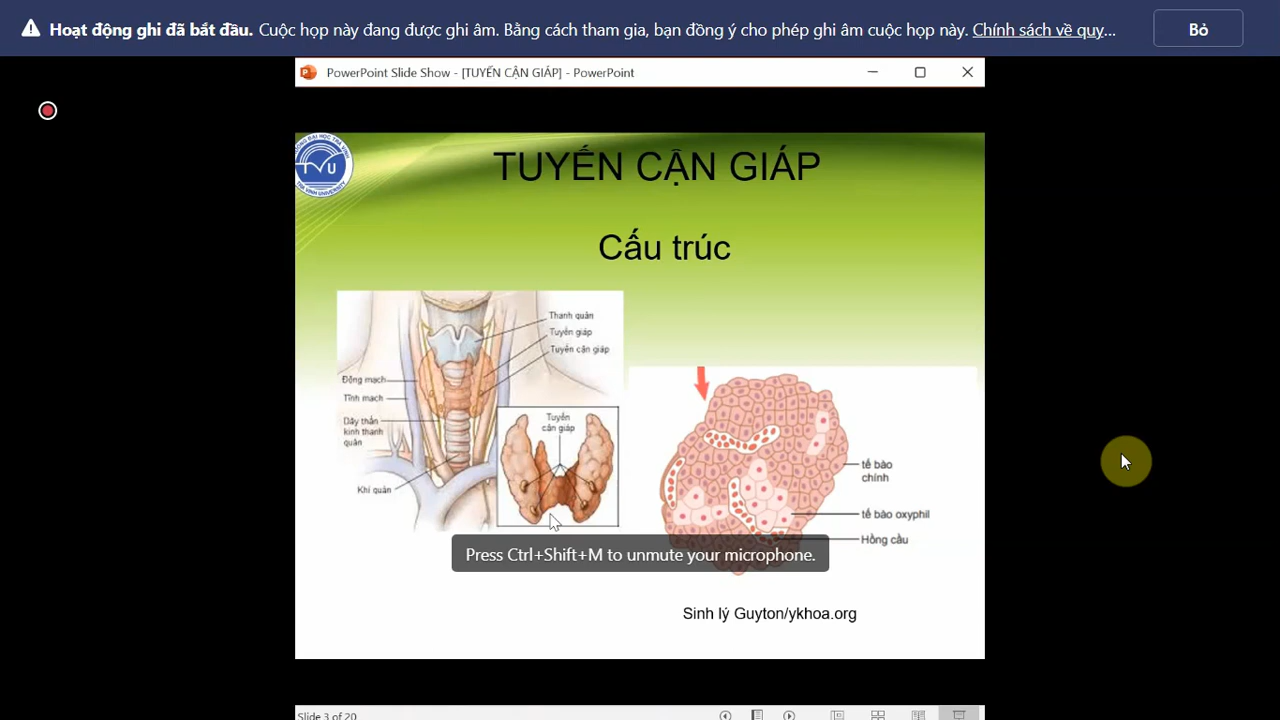 Hoạt động ghi đã bắt đầu. Cuộc họp này đang được ghi âm. Bằng cách tham gia, bạn đồng ý cho phép ghi âm cuộc họp này. Chính sách về quy...
Bỏ
PowerPoint Slide Show - [TUYẾN CẬN GIÁP] - PowerPoint
TVU
TRA VINH UNIVERSITY
TUYẾN CẬN GIÁP
Cấu trúc
Thanh quản
Tuyến giáp
Tuyến cận giáp
Động mạch
Tĩnh mạch
Dây thần
kinh thanh
quản
Khí quản
Tuyến
cận giáp
tế bào
chính
tế bào oxyphil
Hồng cầu
Press Ctrl+Shift+M to unmute your microphone.
Sinh lý Guyton/ykhoa.org
Slide 3 of 20